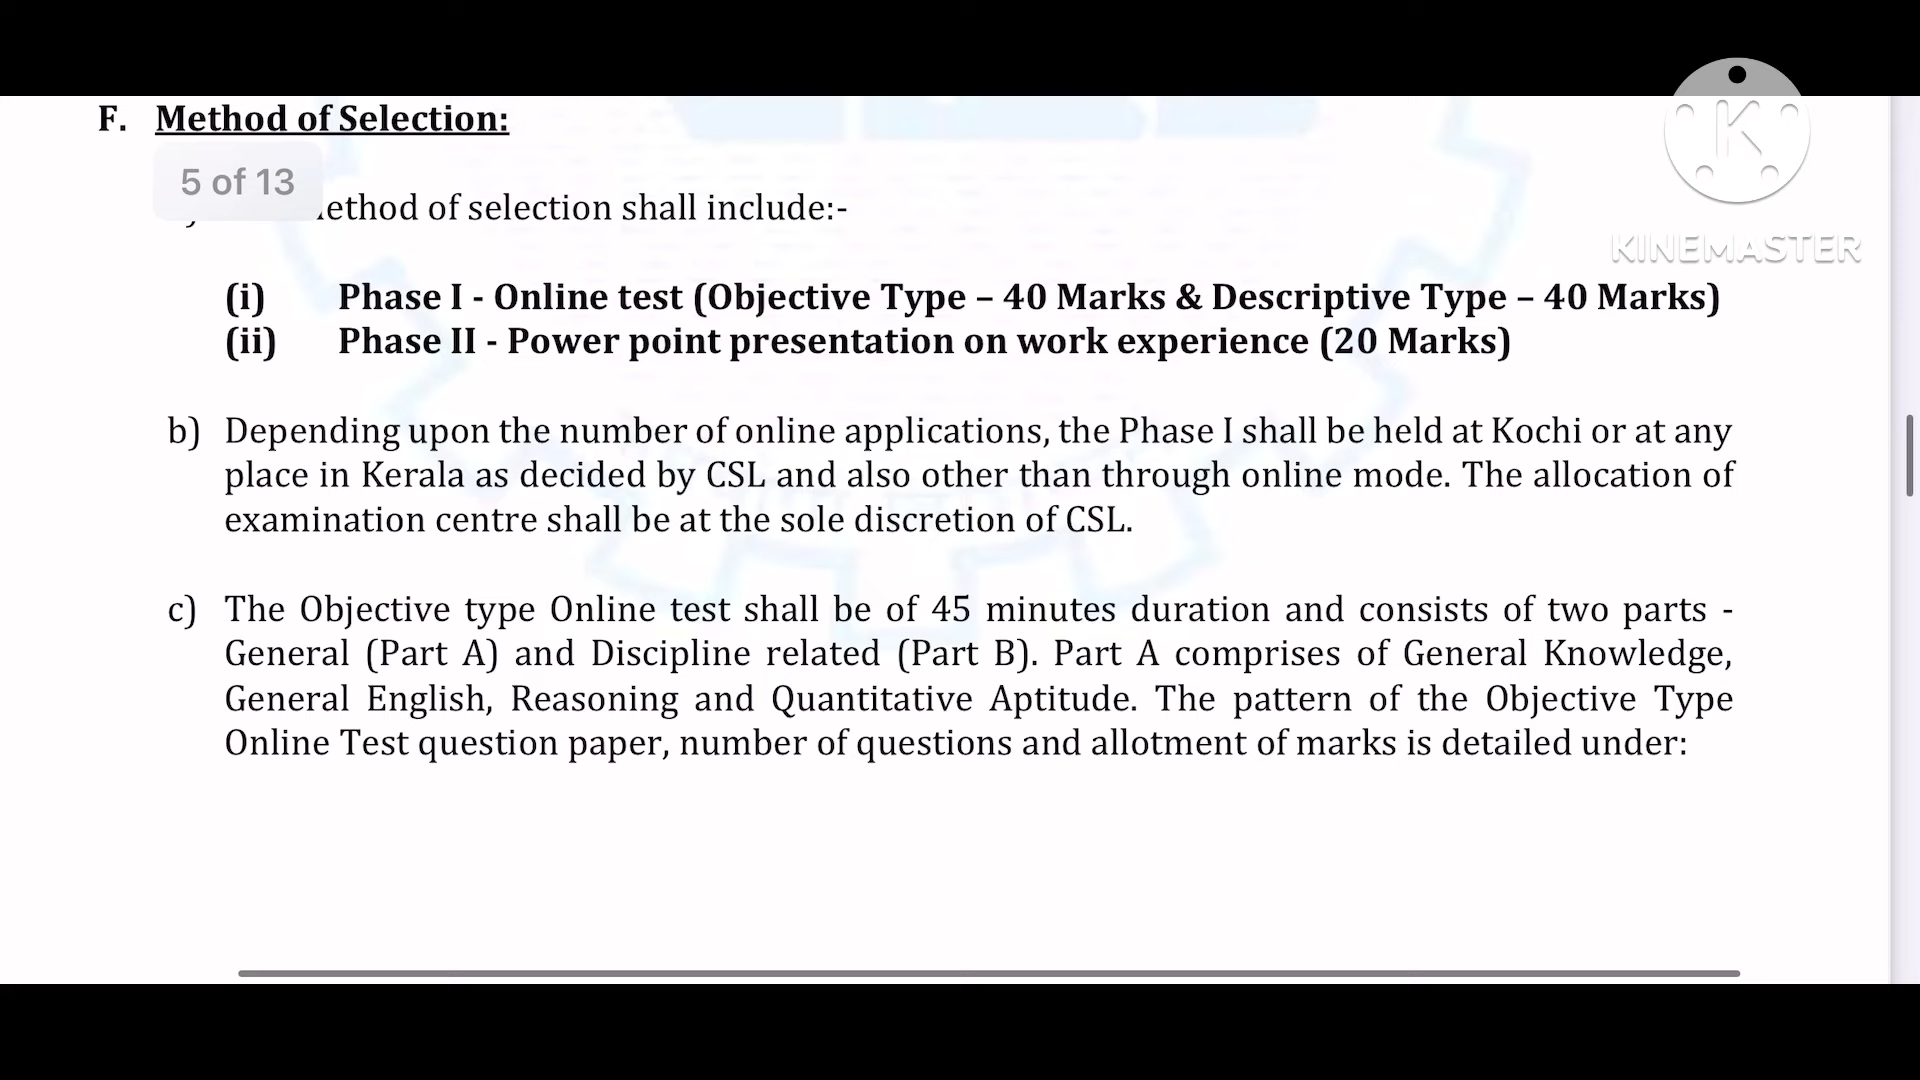 F. Method of Selection:
5 of 13
ethod of selection shall include:-
(i) Phase I - Online test (Objective Type – 40 Marks & Descriptive Type – 40 Marks)
(ii) Phase II - Power point presentation on work experience (20 Marks)
b) Depending upon the number of online applications, the Phase I shall be held at Kochi or at any
place in Kerala as decided by CSL and also other than through online mode. The allocation of
examination centre shall be at the sole discretion of CSL.
c) The Objective type Online test shall be of 45 minutes duration and consists of two parts -
General (Part A) and Discipline related (Part B). Part A comprises of General Knowledge,
General English, Reasoning and Quantitative Aptitude. The pattern of the Objective Type
Online Test question paper, number of questions and allotment of marks is detailed under:
K
KINEMASTER